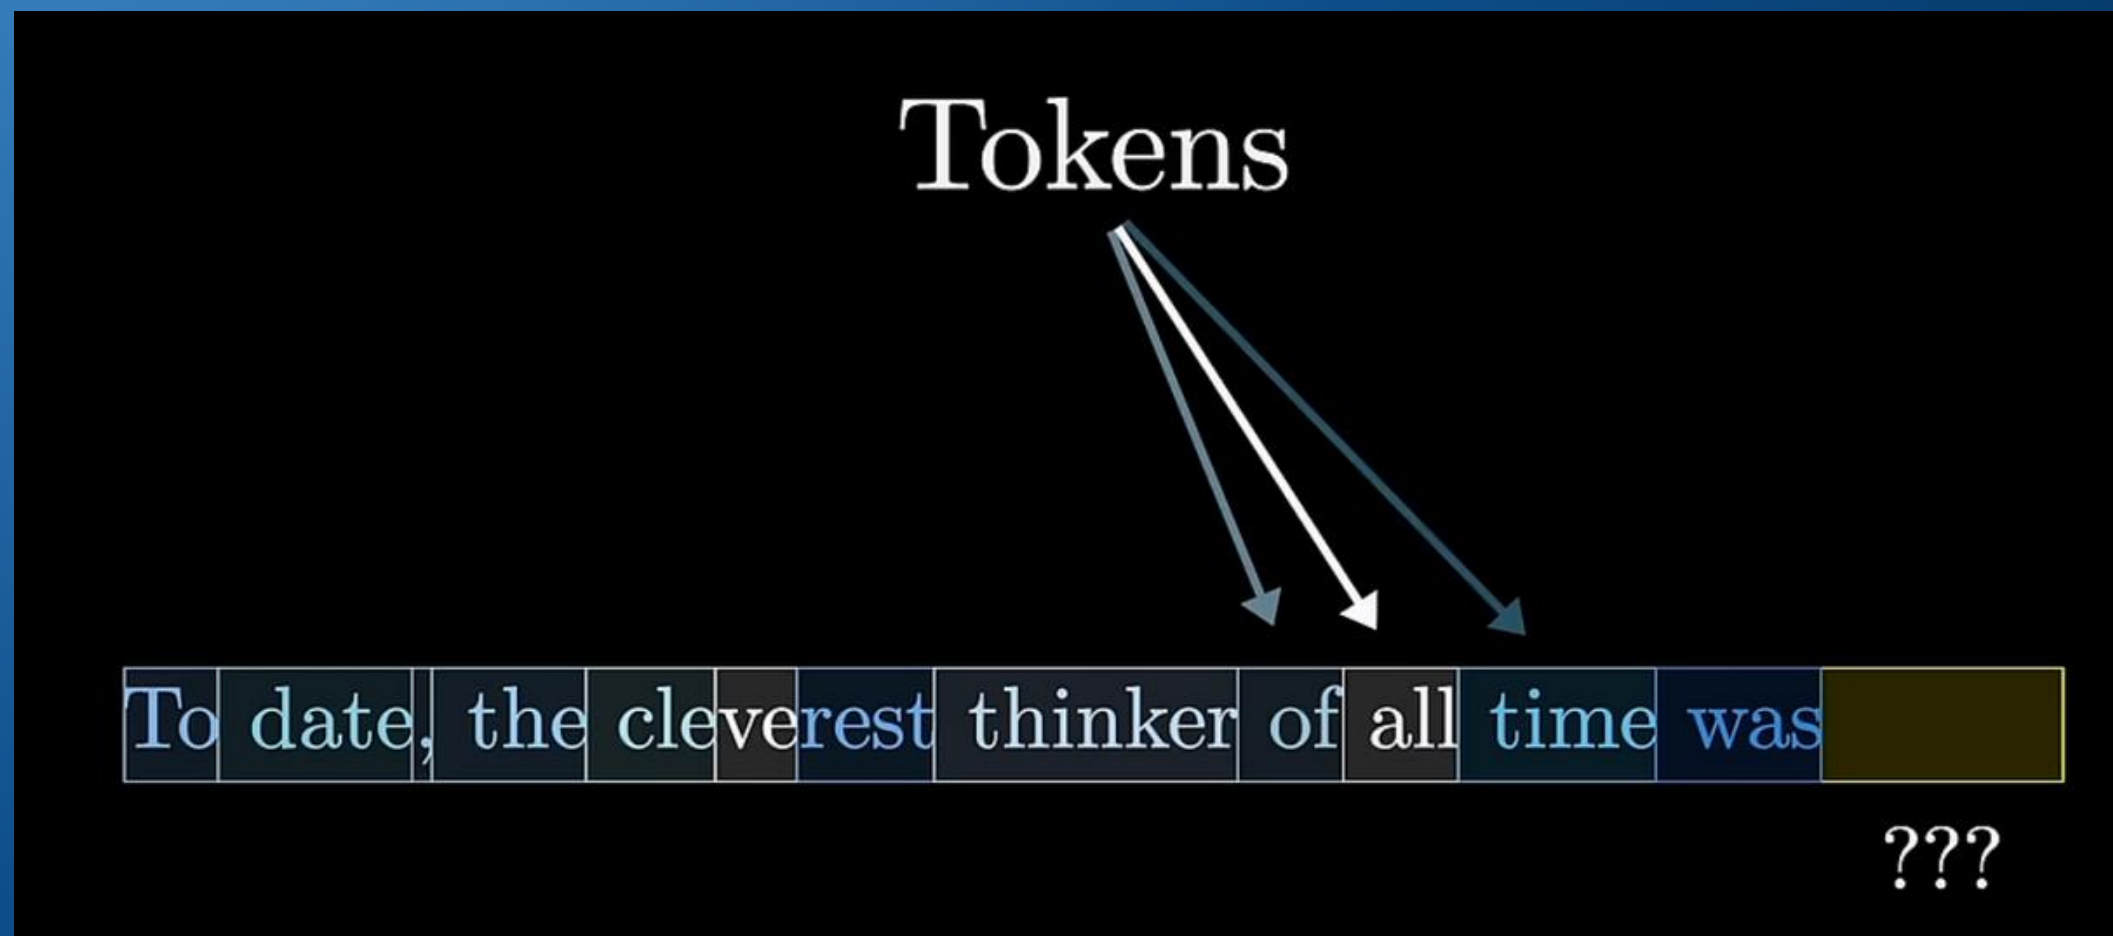 Tokens
To date, the cleverest thinker of all time was
???